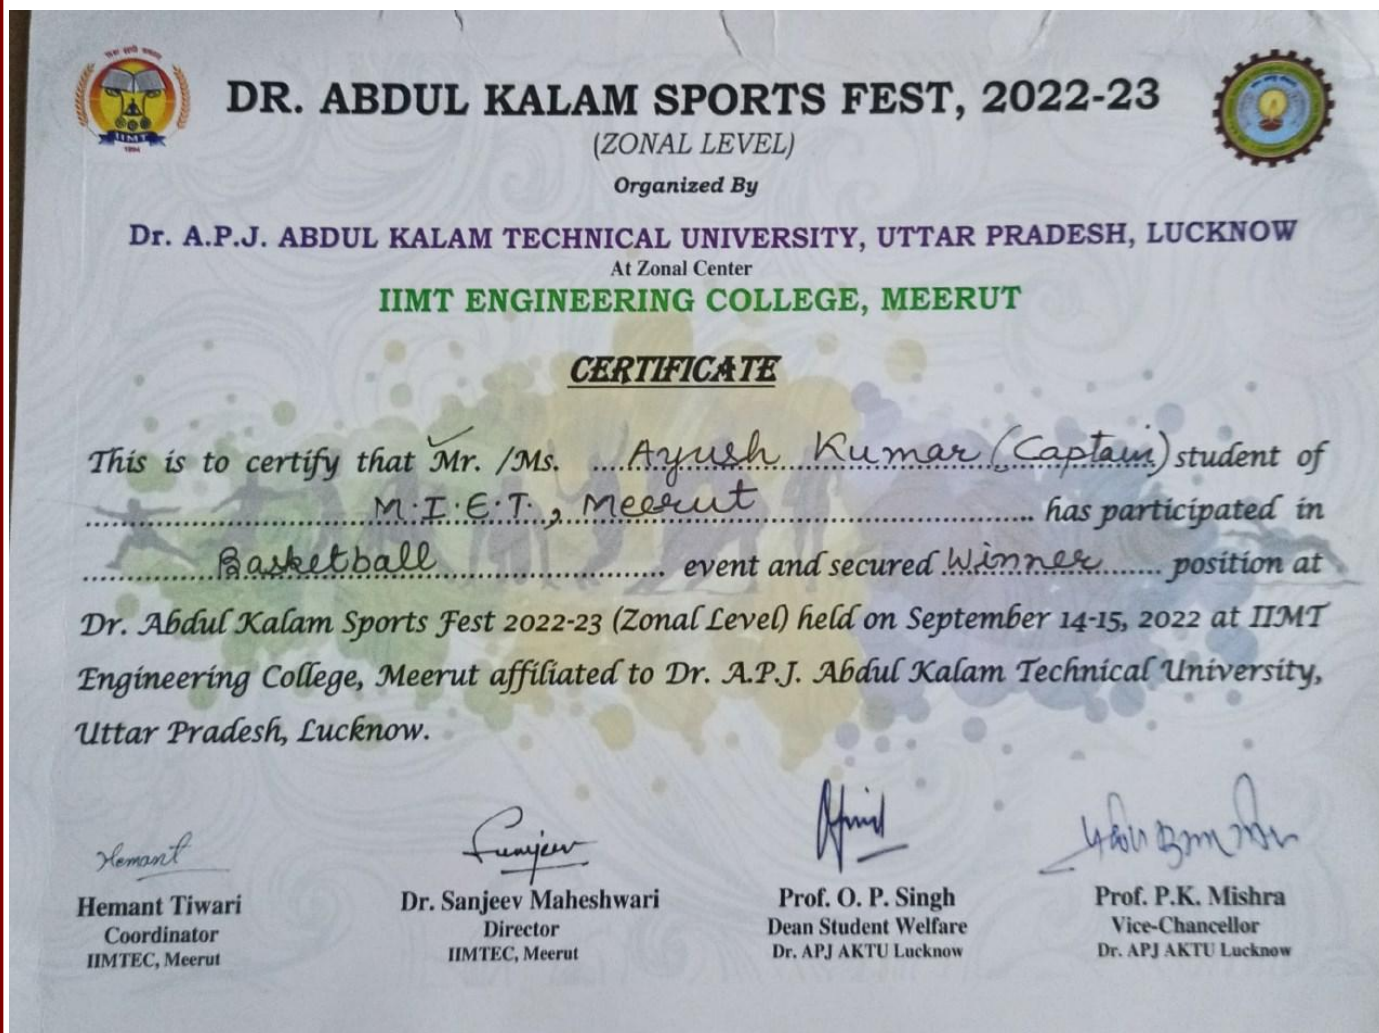 DR. ABDUL KALAM SPORTS FEST, 2022-23
(ZONAL LEVEL)
Organized By
Dr. A.P.J. ABDUL KALAM TECHNICAL UNIVERSITY, UTTAR PRADESH, LUCKNOW
At Zonal Center
IIMT ENGINEERING COLLEGE, MEERUT
IIMT
1994
CERTIFICATE
This is to certify that Mr. /Ms. Ayush Kumar (Captain) student of
M.I.E.T., Meerut has participated in
Basketball event and secured Winner position at
Dr. Abdul Kalam Sports Fest 2022-23 (Zonal Level) held on September 14-15, 2022 at IIMT
Engineering College, Meerut affiliated to Dr. A.P.J. Abdul Kalam Technical University,
Uttar Pradesh, Lucknow.
Hemant
Hemant Tiwari
Coordinator
IIMTEC, Meerut
Sanjeev
Dr. Sanjeev Maheshwari
Director
IIMTEC, Meerut
Prof. O. P. Singh
Dean Student Welfare
Dr. APJ AKTU Lucknow
Prof. P.K. Mishra
Vice-Chancellor
Dr. APJ AKTU Lucknow